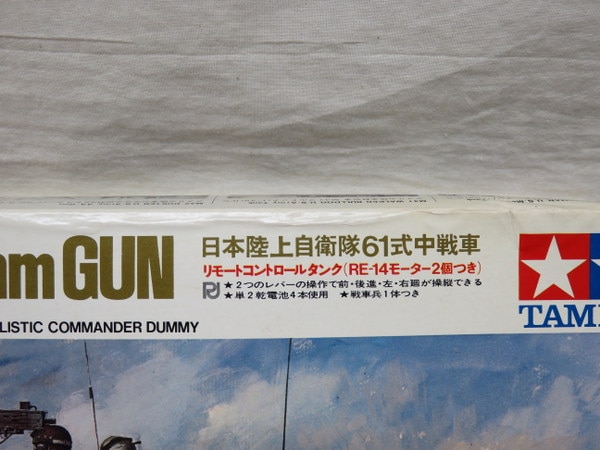 mm GUN
日本陸上自衛隊61式中戦車
リモートコントロールタンク(RE-14モーター2個つき)
★2つのレバーの操作で前・後進・左・右廻が操縦できる
★単2乾電池4本使用 ★戦車兵1体つき
LISTIC COMMANDER DUMMY
TAMI